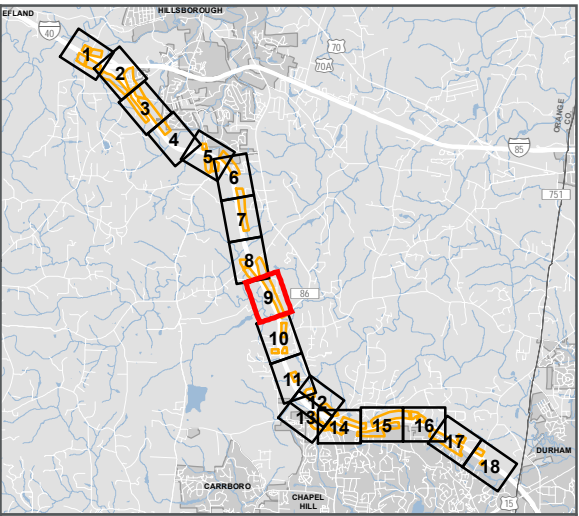 EFLAND
HILLSBOROUGH
40
70
70A
85
ORANGE
CO
751
1
2
3
4
5
6
7
8
9
86
10
11
12
13
14
15
16
17
18
DURHAM
CARRBORO
CHAPEL
HILL
15